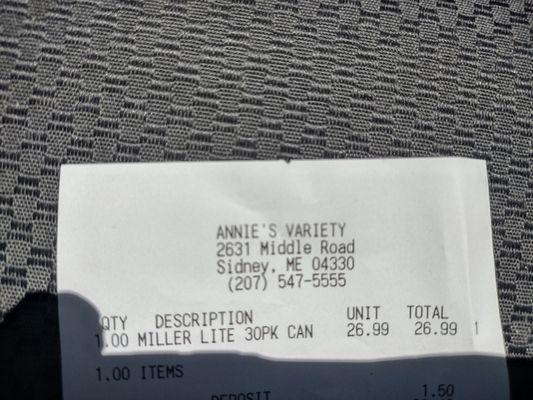 ANNIE'S VARIETY
2631 Middle Road
Sidney, ME 04330
(207) 547-5555
QTY DESCRIPTION UNIT TOTAL
1.00 MILLER LITE 30PK CAN 26.99 26.99 1
1.00 ITEMS
DEPOSIT 1.50